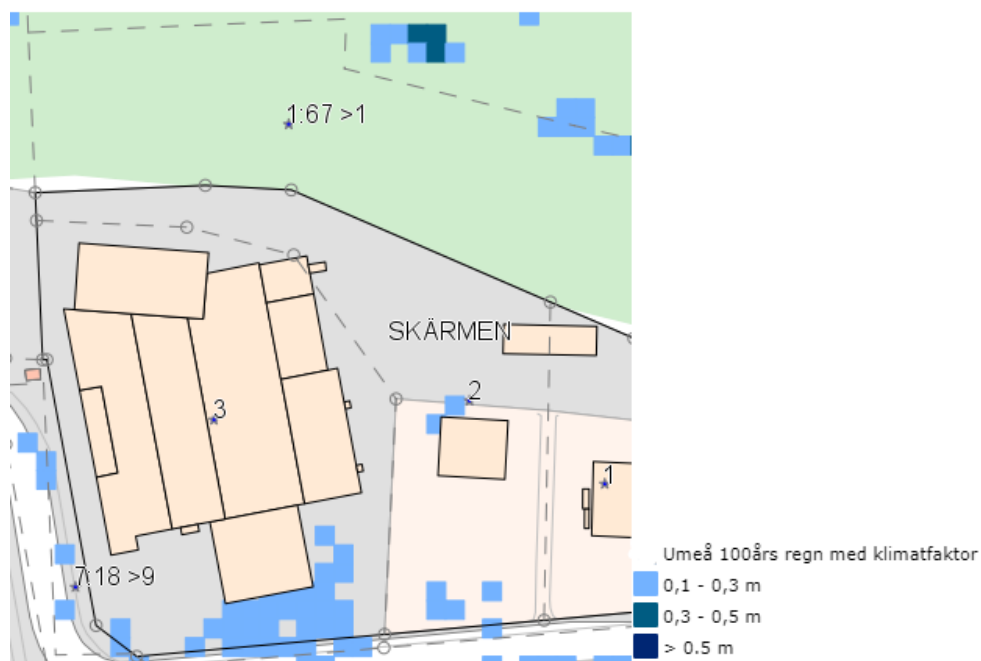 1:67 >1
SKÄRMEN
2
3
1
7:18 >9
Umeå 100års regn med klimatfaktor
0,1 - 0,3 m
0,3 - 0,5 m
> 0.5 m